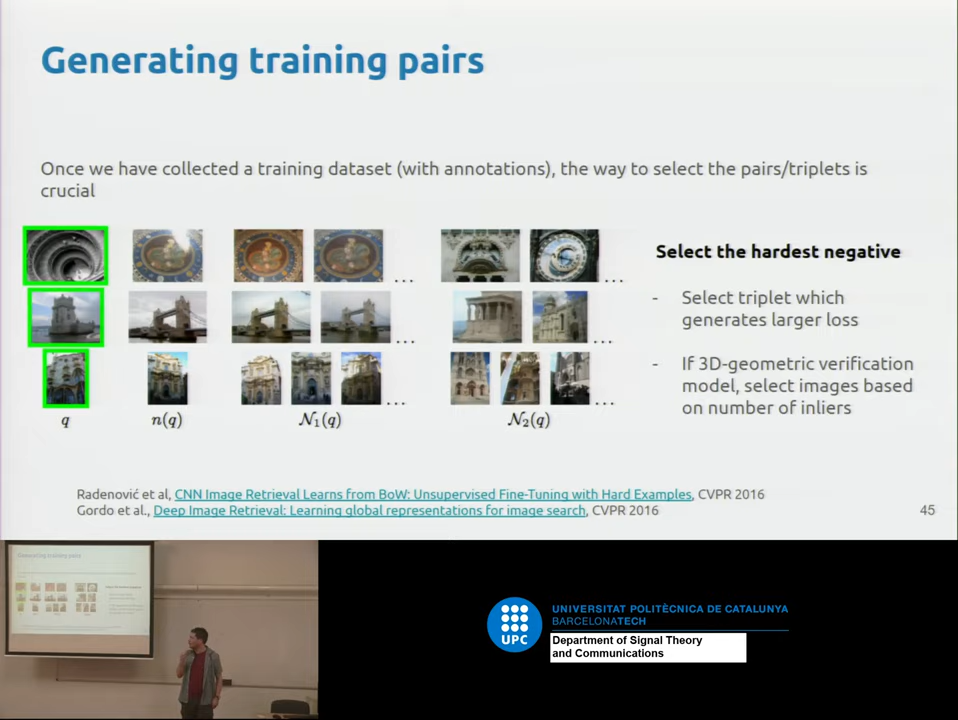 Generating training pairs
Once we have collected a training dataset (with annotations), the way to select the pairs/triplets is
crucial
Select the hardest negative
- Select triplet which
generates larger loss
- If 3D-geometric verification
model, select images based
on number of inliers
... ...
... ...
... ...
q n(q) N₁(q) N₂(q)
Radenović et al, CNN Image Retrieval Learns from BoW: Unsupervised Fine-Tuning with Hard Examples, CVPR 2016
Gordo et al., Deep Image Retrieval: Learning global representations for image search, CVPR 2016
45
Generating training pairs
UPC
UNIVERSITAT POLITÈCNICA DE CATALUNYA
BARCELONATECH
Department of Signal Theory
and Communications